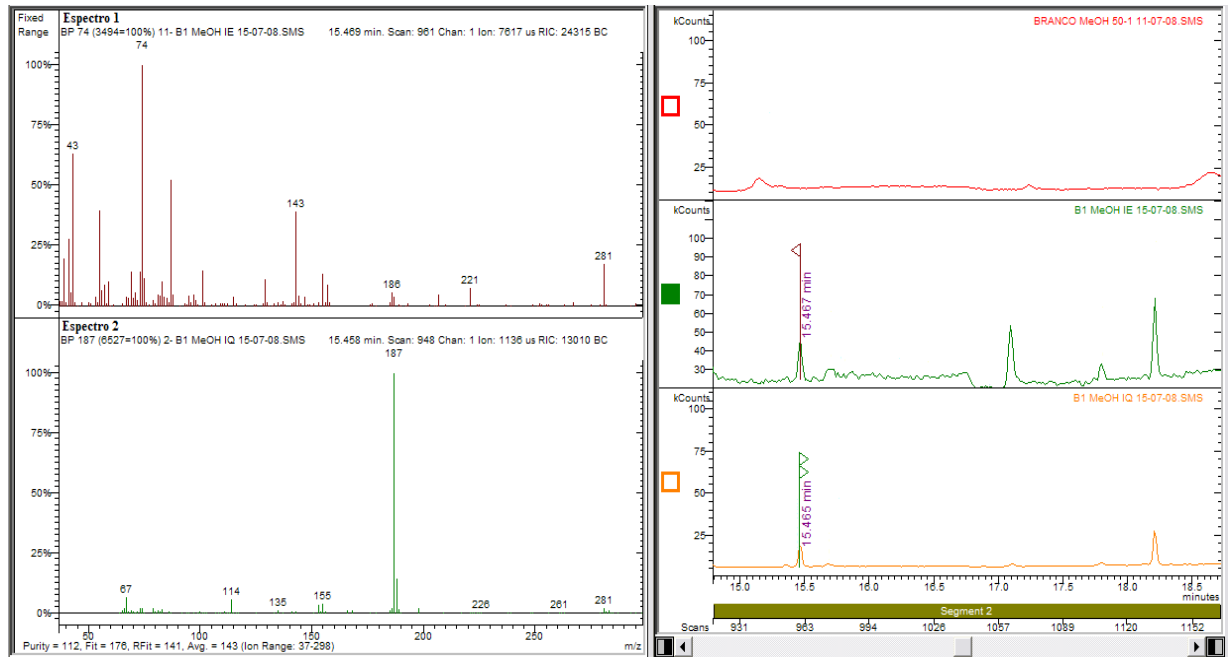 Fixed
Range
Espectro 1
BP 74 (3494=100%) 11- B1 MeOH IE 15-07-08.SMS 15.469 min. Scan: 961 Chan: 1 Ion: 7617 us RIC: 24315 BC
74
100%
75%
43
50%
143
25%
281
186
221
0%
Espectro 2
BP 187 (6527=100%) 2- B1 MeOH IQ 15-07-08.SMS 15.458 min. Scan: 948 Chan: 1 Ion: 1136 us RIC: 13010 BC
187
100%
75%
50%
25%
67
114
135
155
226
261
281
0%
50
100
150
200
250
Purity = 112, Fit = 176, RFit = 141, Avg. = 143 (Ion Range: 37-298) m/z
kCounts
BRANCO MeOH 50-1 11-07-08.SMS
100
75
50
25
kCounts
B1 MeOH IE 15-07-08.SMS
100
90
80
70
60
50
40
30
15.467 min
kCounts
B1 MeOH IQ 15-07-08.SMS
100
75
50
25
15.465 min
15.0 15.5 16.0 16.5 17.0 17.5 18.0 18.5
minutes
Segment 2
Scans 931 963 994 1026 1057 1089 1120 1152